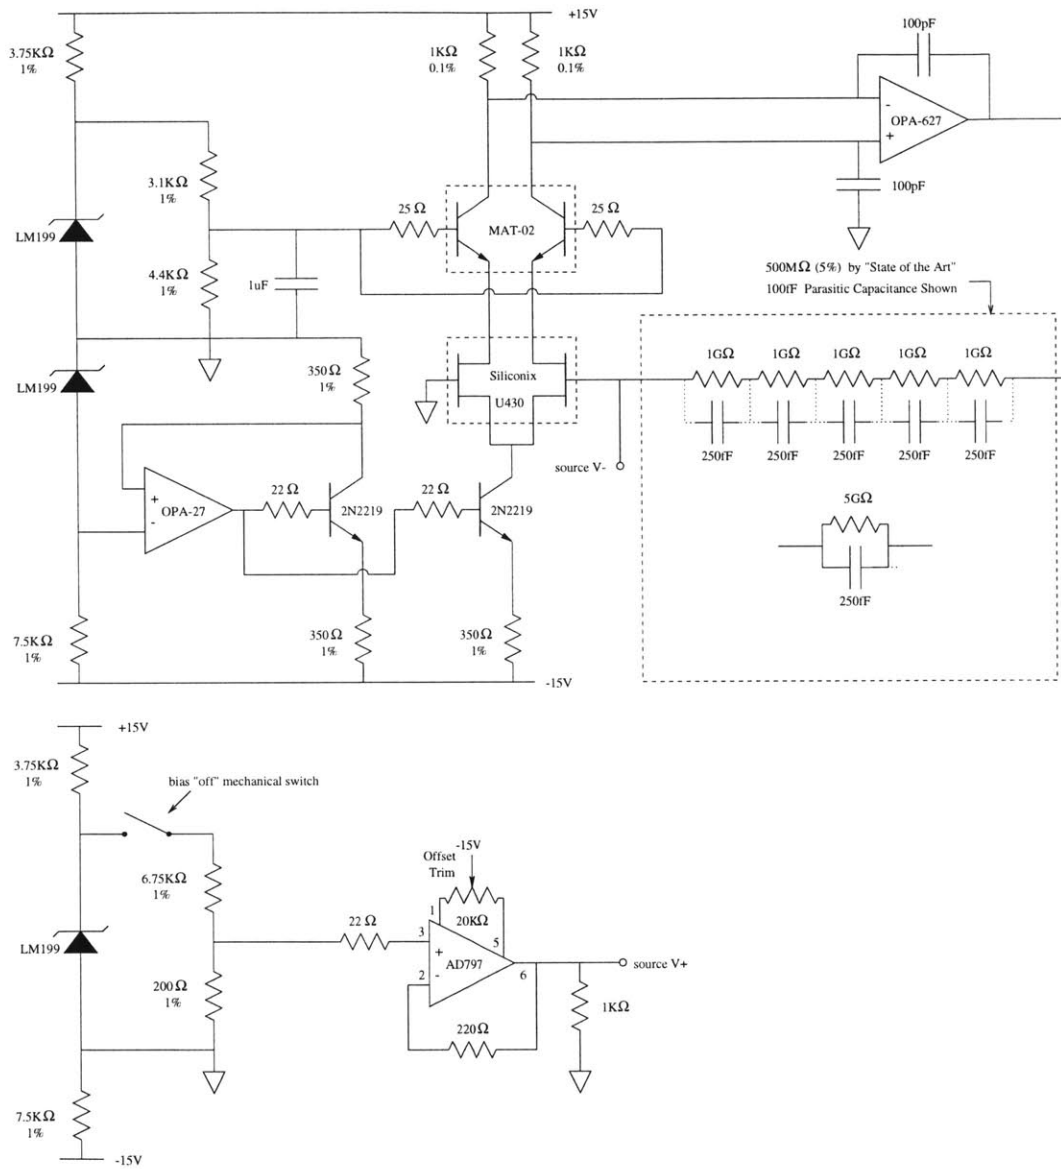 +15V
3.75KΩ
1%
1KΩ
0.1%
1KΩ
0.1%
100pF
-
+
OPA-627
100pF
3.1KΩ
1%
LM199
25 Ω
MAT-02
25 Ω
4.4KΩ
1%
1uF
500MΩ (5%) by "State of the Art"
100fF Parasitic Capacitance Shown
LM199
350Ω
1%
Siliconix
U430
1GΩ
1GΩ
1GΩ
1GΩ
1GΩ
250fF
250fF
250fF
250fF
250fF
source V-
+
-
OPA-27
22 Ω
2N2219
22 Ω
2N2219
5GΩ
250fF
7.5KΩ
1%
350Ω
1%
350Ω
1%
-15V
+15V
3.75KΩ
1%
bias "off" mechanical switch
6.75KΩ
1%
Offset
Trim
-15V
20KΩ
1
5
22 Ω
3
+
AD797
2
-
6
source V+
LM199
200Ω
1%
220Ω
1KΩ
7.5KΩ
1%
-15V